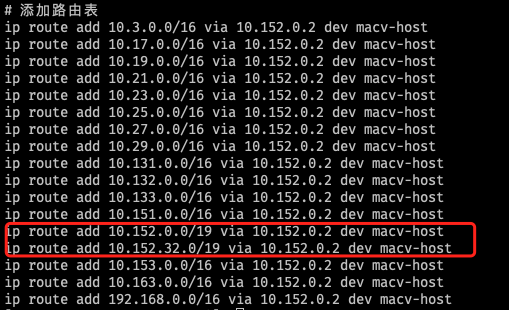 # 添加路由表
ip route add 10.3.0.0/16 via 10.152.0.2 dev macv-host
ip route add 10.17.0.0/16 via 10.152.0.2 dev macv-host
ip route add 10.19.0.0/16 via 10.152.0.2 dev macv-host
ip route add 10.21.0.0/16 via 10.152.0.2 dev macv-host
ip route add 10.23.0.0/16 via 10.152.0.2 dev macv-host
ip route add 10.25.0.0/16 via 10.152.0.2 dev macv-host
ip route add 10.27.0.0/16 via 10.152.0.2 dev macv-host
ip route add 10.29.0.0/16 via 10.152.0.2 dev macv-host
ip route add 10.131.0.0/16 via 10.152.0.2 dev macv-host
ip route add 10.132.0.0/16 via 10.152.0.2 dev macv-host
ip route add 10.133.0.0/16 via 10.152.0.2 dev macv-host
ip route add 10.151.0.0/16 via 10.152.0.2 dev macv-host
ip route add 10.152.0.0/19 via 10.152.0.2 dev macv-host
ip route add 10.152.32.0/19 via 10.152.0.2 dev macv-host
ip route add 10.153.0.0/16 via 10.152.0.2 dev macv-host
ip route add 10.163.0.0/16 via 10.152.0.2 dev macv-host
ip route add 192.168.0.0/16 via 10.152.0.2 dev macv-host